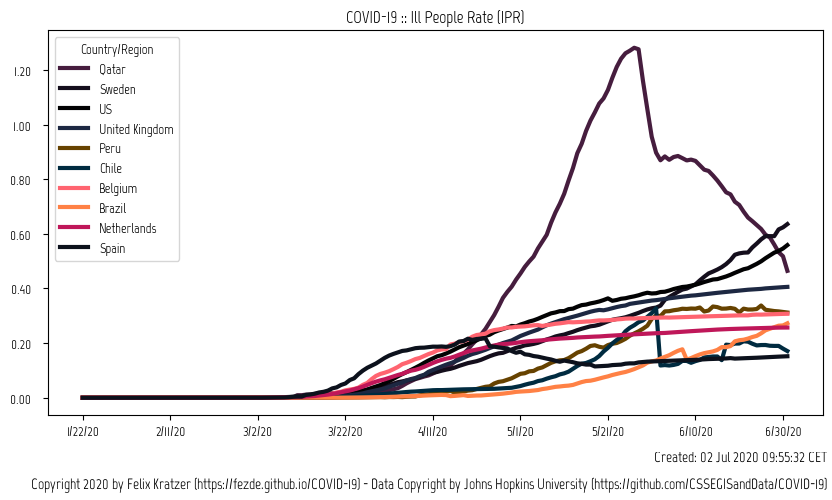 COVID-19 :: Ill People Rate (IPR)
Country/Region
Qatar
Sweden
US
United Kingdom
Peru
Chile
Belgium
Brazil
Netherlands
Spain
1.20
1.00
0.80
0.60
0.40
0.20
0.00
1/22/20 2/11/20 3/2/20 3/22/20 4/11/20 5/1/20 5/21/20 6/10/20 6/30/20
Created: 02 Jul 2020 09:55:32 CET
Copyright 2020 by Felix Kratzer (https://fezde.github.io/COVID-19) - Data Copyright by Johns Hopkins University (https://github.com/CSSEGISandData/COVID-19)